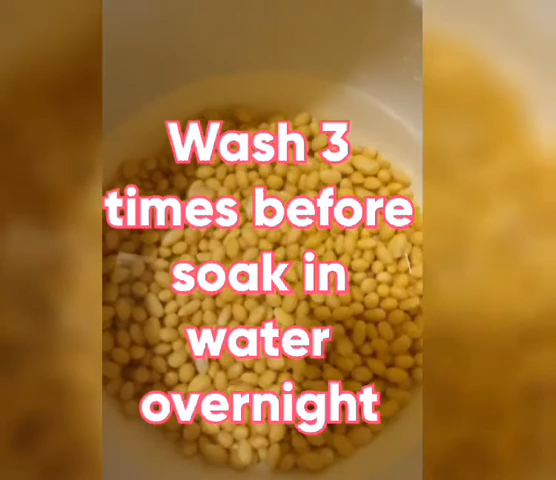 Wash 3
times before
soak in
water
overnight